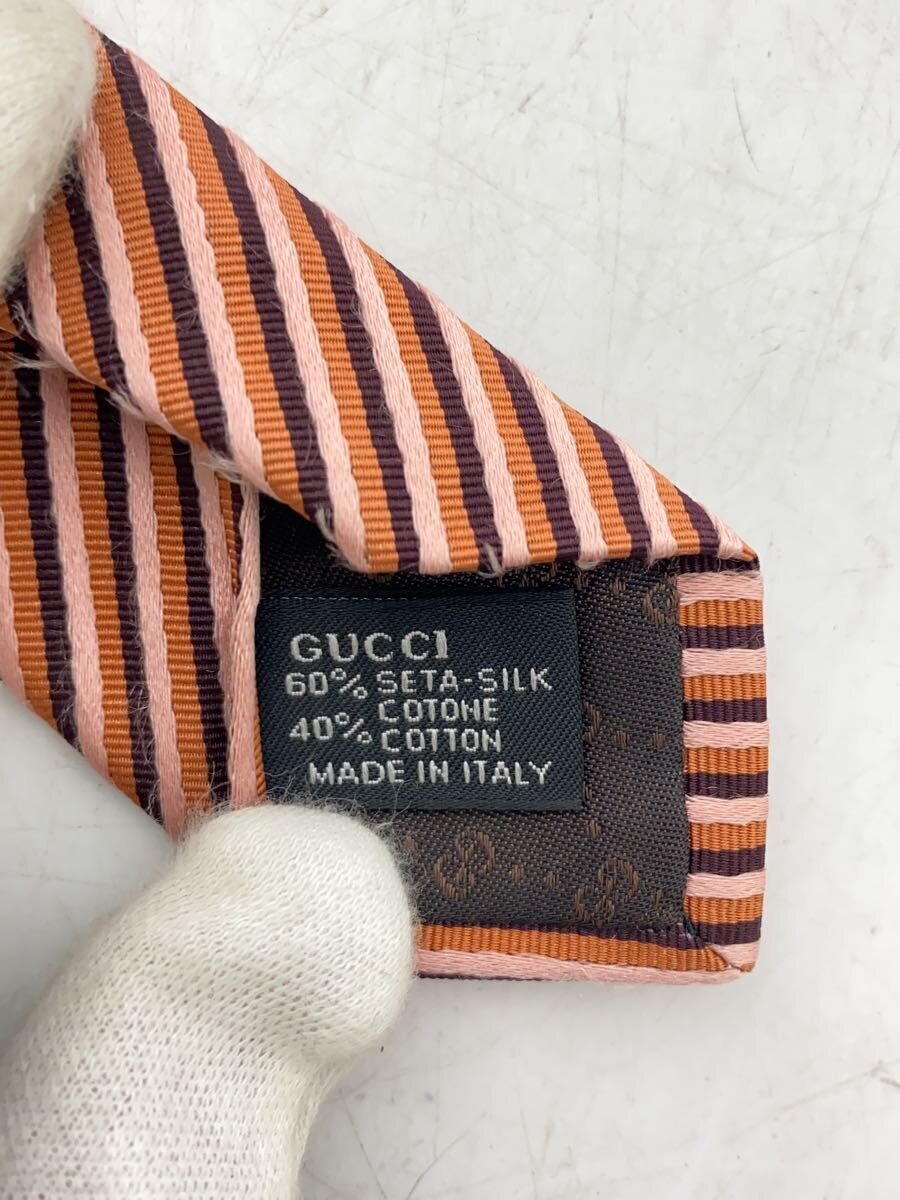 GUCCI
60% SETA-SILK
40% COTONE
COTTON
MADE IN ITALY